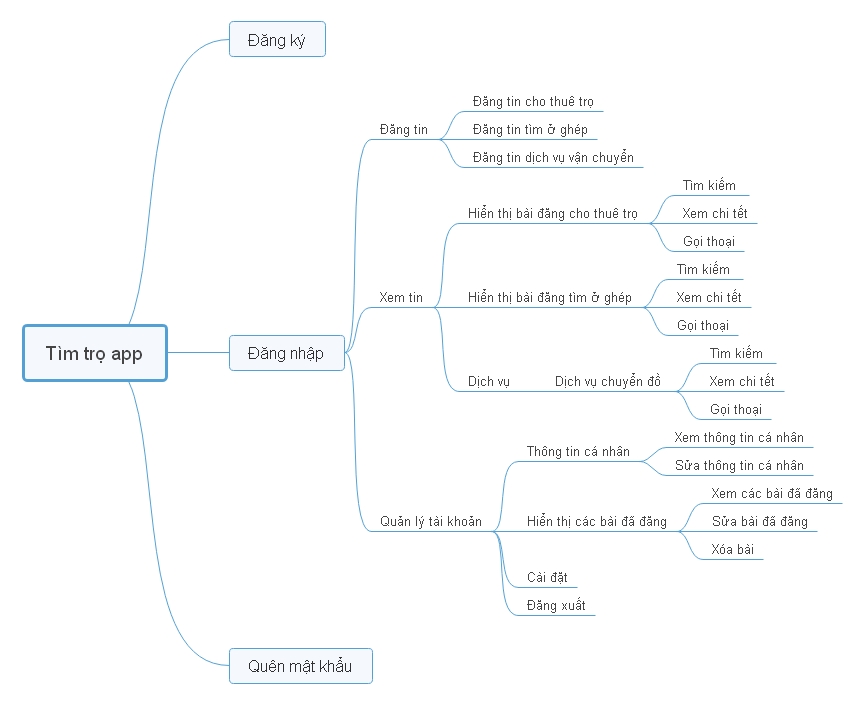 Tìm trọ app
Đăng ký
Đăng nhập
Đăng tin
Đăng tin cho thuê trọ
Đăng tin tìm ở ghép
Đăng tin dịch vụ vận chuyển
Xem tin
Hiển thị bài đăng cho thuê trọ
Tìm kiếm
Xem chi tết
Gọi thoại
Hiển thị bài đăng tìm ở ghép
Tìm kiếm
Xem chi tết
Gọi thoại
Dịch vụ
Dịch vụ chuyển đồ
Tìm kiếm
Xem chi tết
Gọi thoại
Quản lý tài khoản
Thông tin cá nhân
Xem thông tin cá nhân
Sửa thông tin cá nhân
Hiển thị các bài đã đăng
Xem các bài đã đăng
Sửa bài đã đăng
Xóa bài
Cài đặt
Đăng xuất
Quên mật khẩu